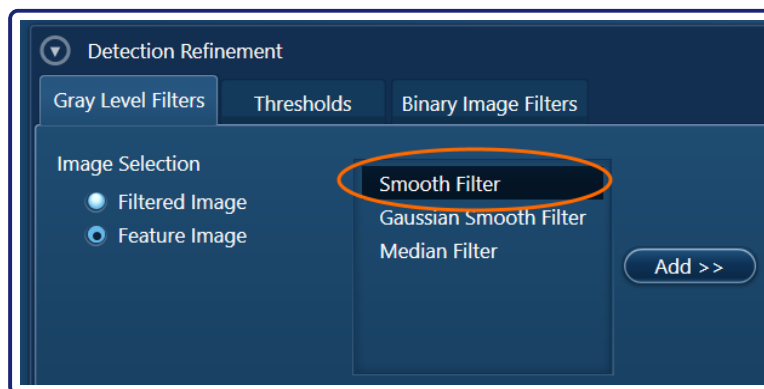 Detection Refinement
Gray Level Filters
Thresholds
Binary Image Filters
Image Selection
Filtered Image
Feature Image
Smooth Filter
Gaussian Smooth Filter
Median Filter
Add >>